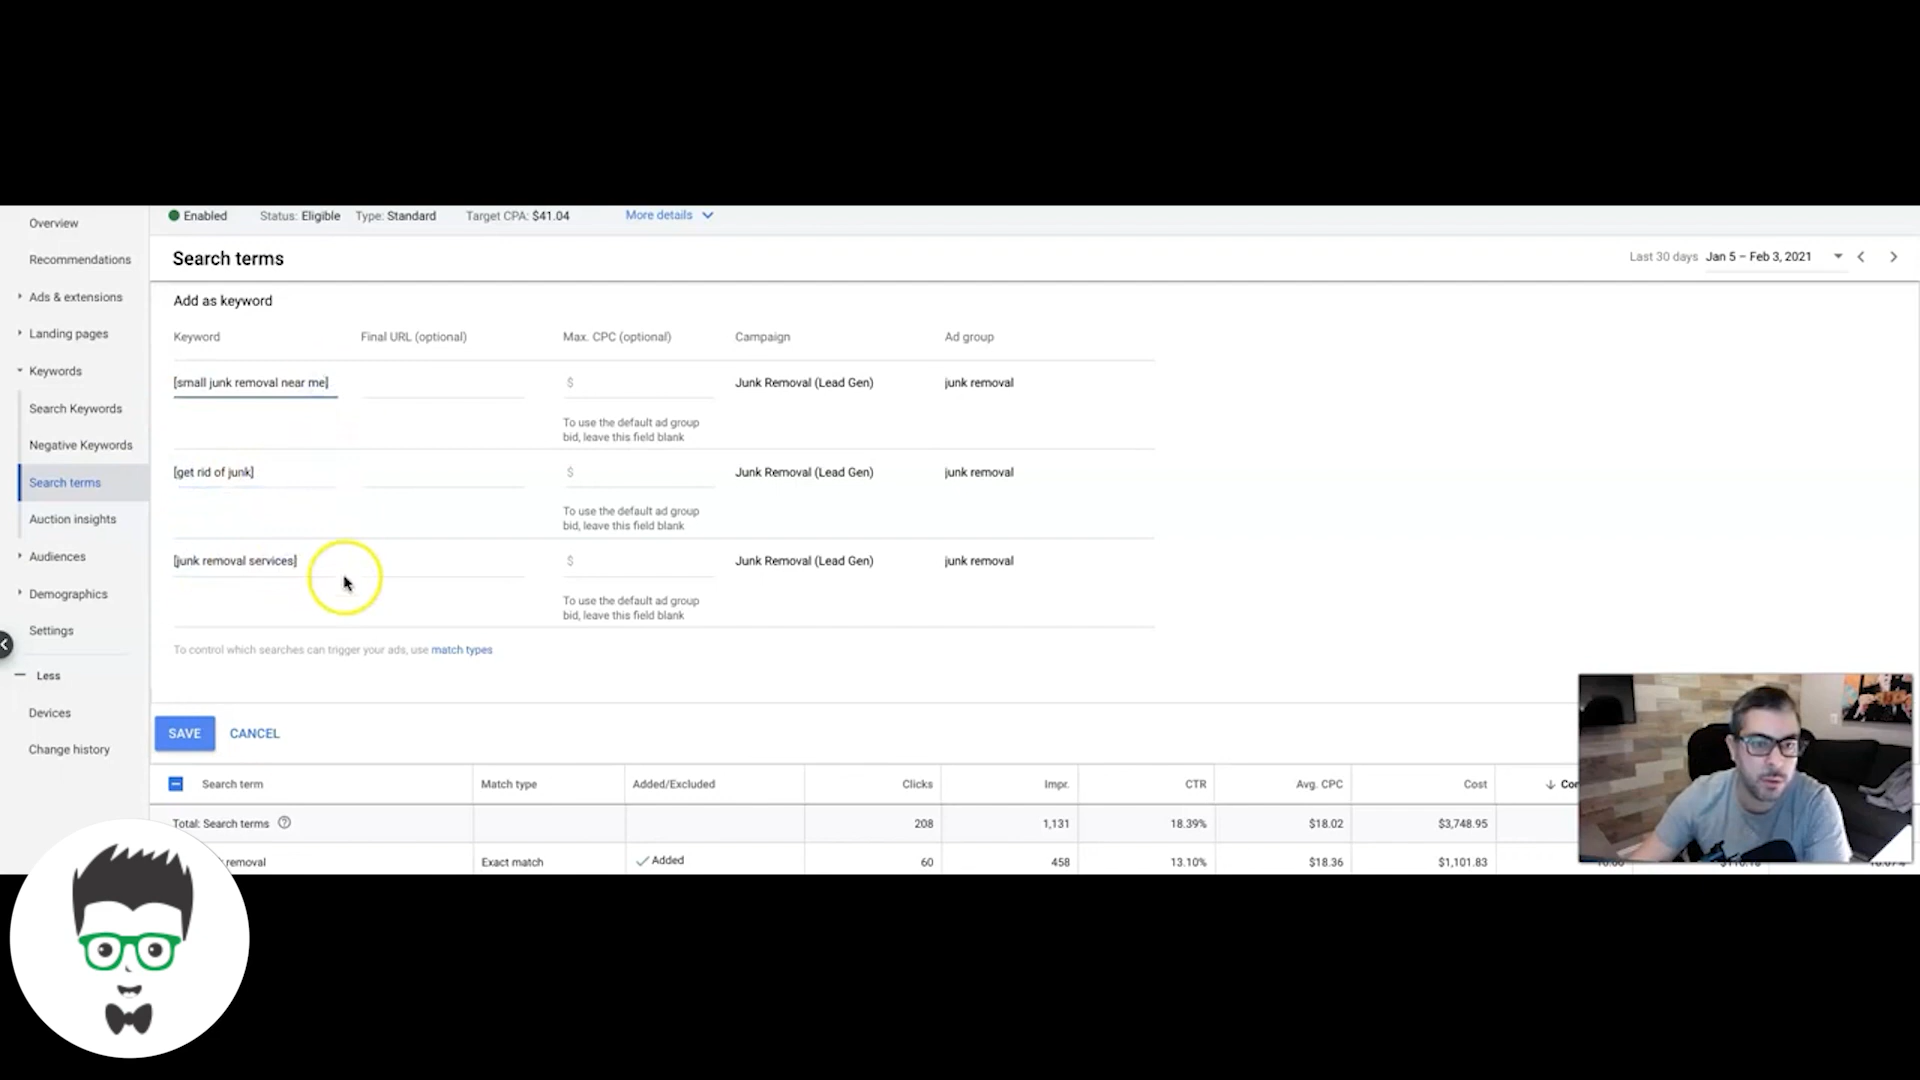 Overview
Enabled Status: Eligible Type: Standard Target CPA: $41.04 More details
Recommendations
Search terms
Last 30 days Jan 5 – Feb 3, 2021
Ads & extensions
Landing pages
Keywords
Search Keywords
Negative Keywords
Search terms
Auction insights
Audiences
Demographics
Settings
Less
Devices
Change history
Add as keyword
Keyword Final URL (optional) Max. CPC (optional) Campaign Ad group
[small junk removal near me] $ Junk Removal (Lead Gen) junk removal
To use the default ad group
bid, leave this field blank
[get rid of junk] $ Junk Removal (Lead Gen) junk removal
To use the default ad group
bid, leave this field blank
[junk removal services] $ Junk Removal (Lead Gen) junk removal
To use the default ad group
bid, leave this field blank
To control which searches can trigger your ads, use match types
SAVE CANCEL
Search term Match type Added/Excluded Clicks Impr. CTR Avg. CPC Cost
Total: Search terms 208 1,131 18.39% $18.02 $3,748.95
removal Exact match Added 60 458 13.10% $18.36 $1,101.83